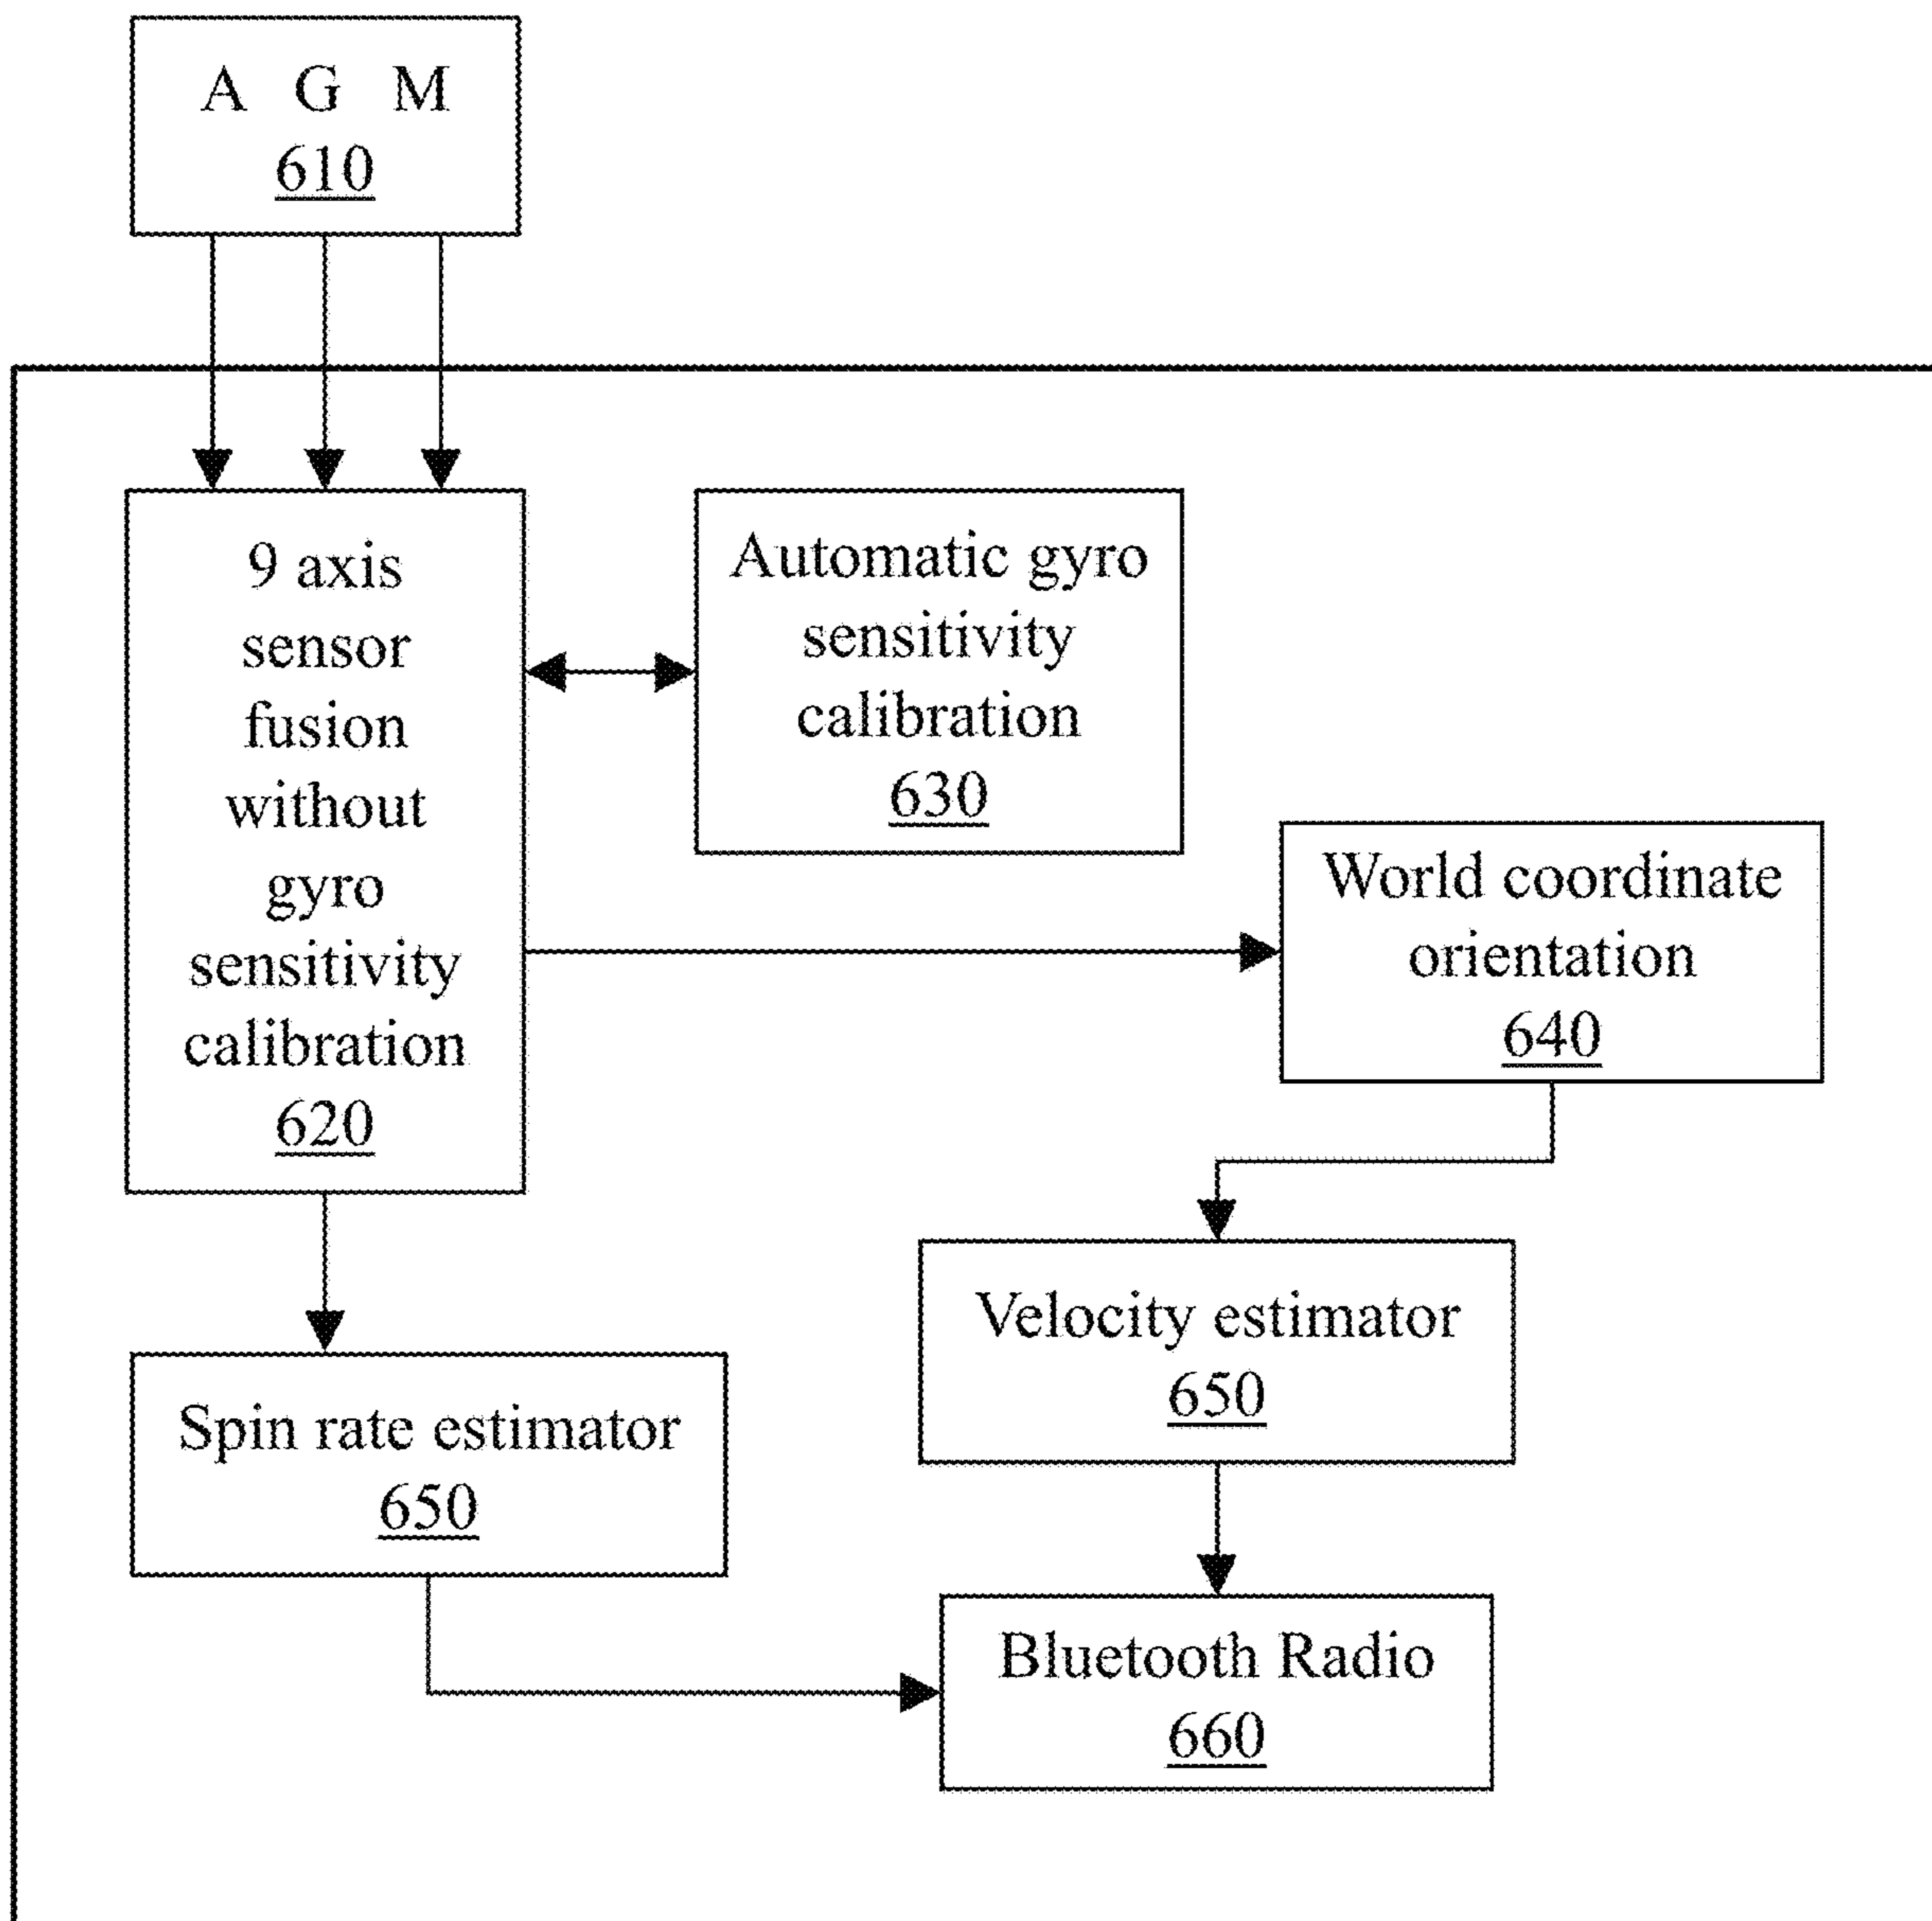 A G M
610
9 axis
sensor
fusion
without
gyro
sensitivity
calibration
620
Automatic gyro
sensitivity
calibration
630
World coordinate
orientation
640
Velocity estimator
650
Spin rate estimator
650
Bluetooth Radio
660